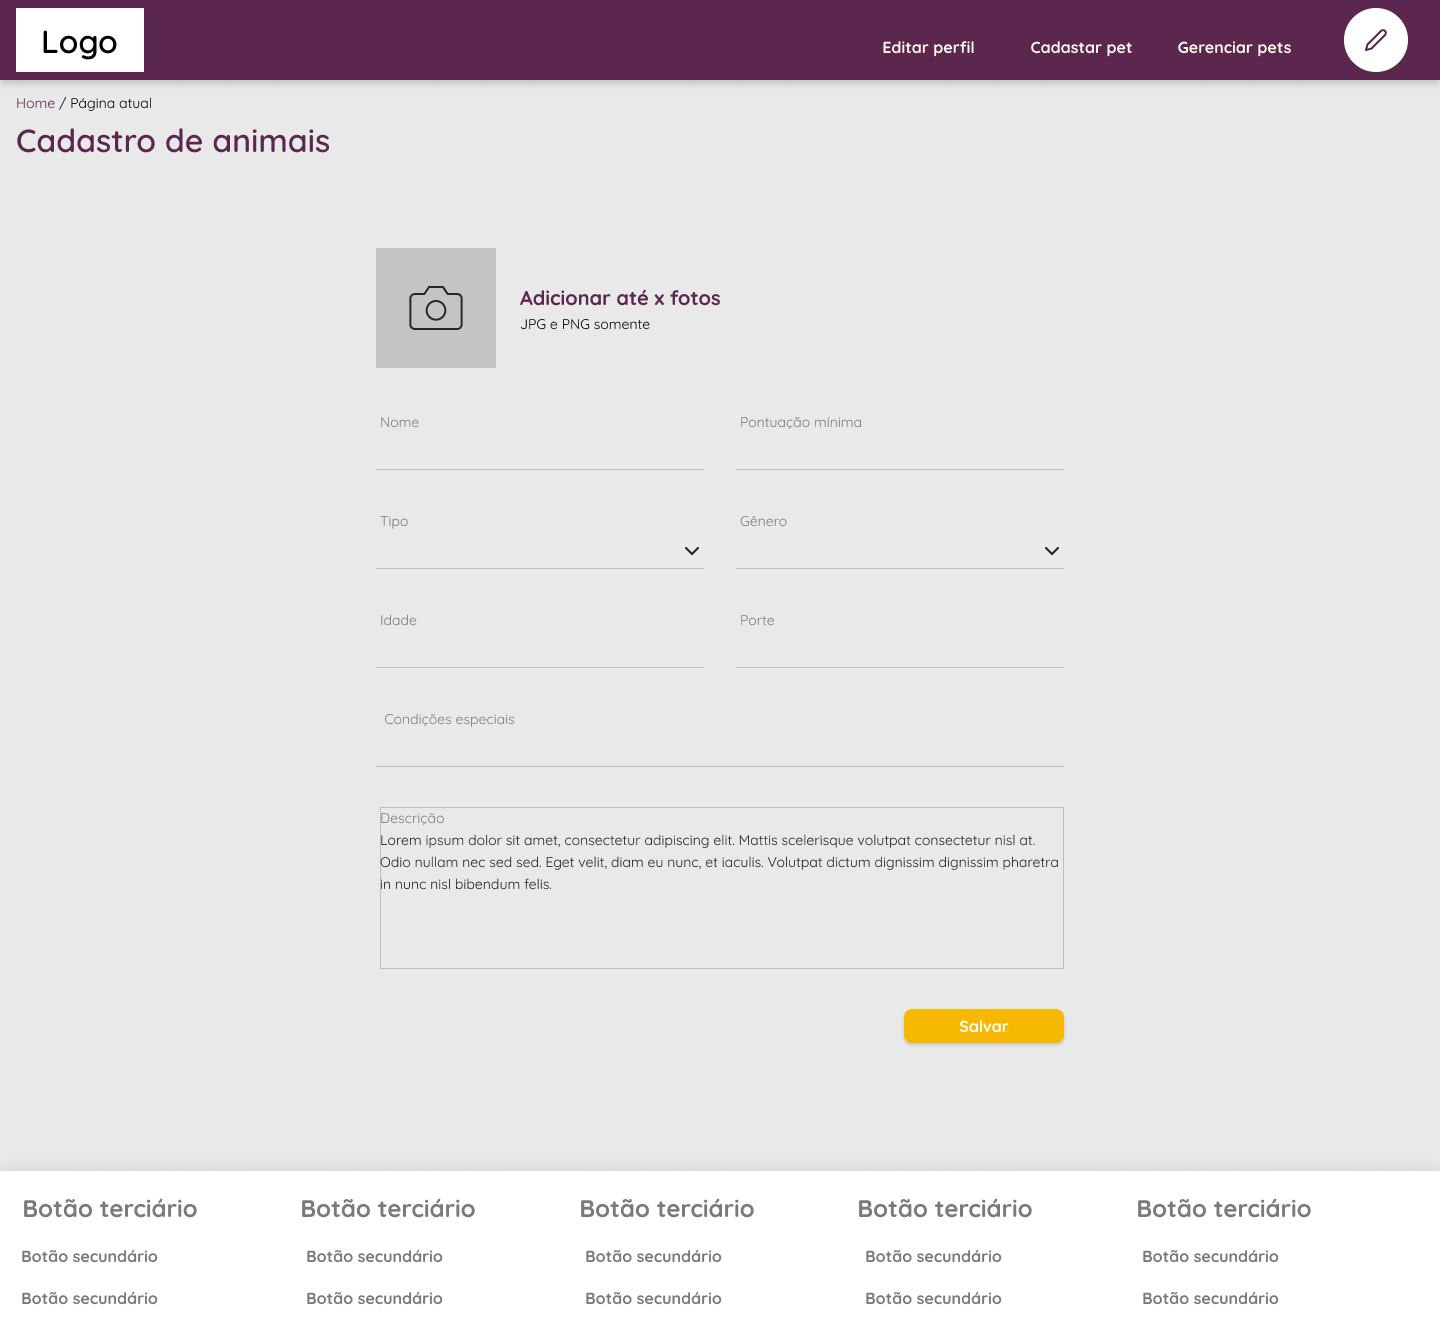 Logo
Editar perfil
Cadastar pet
Gerenciar pets
Home / Página atual
Cadastro de animais
Adicionar até x fotos
JPG e PNG somente
Nome
Pontuação mínima
Tipo
Gênero
Idade
Porte
Condições especiais
Descrição
Lorem ipsum dolor sit amet, consectetur adipiscing elit. Mattis scelerisque volutpat consectetur nisl at.
Odio nullam nec sed sed. Eget velit, diam eu nunc, et iaculis. Volutpat dictum dignissim dignissim pharetra
in nunc nisl bibendum felis.
Salvar
Botão terciário
Botão terciário
Botão terciário
Botão terciário
Botão terciário
Botão secundário
Botão secundário
Botão secundário
Botão secundário
Botão secundário
Botão secundário
Botão secundário
Botão secundário
Botão secundário
Botão secundário